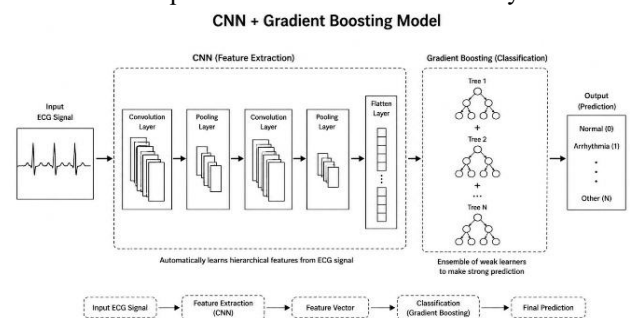 CNN + Gradient Boosting Model
CNN (Feature Extraction)
Gradient Boosting (Classification)
Input
ECG Signal
Convolution
Layer
Pooling
Layer
Convolution
Layer
Pooling
Layer
Flatten
Layer
Tree 1
+
Tree 2
+
...
Tree N
Output
(Prediction)
Normal (0)
Arrhythmia (1)
Other (N)
Automatically learns hierarchical features from ECG signal
Ensemble of weak learners
to make strong prediction
Input ECG Signal
Feature Extraction
(CNN)
Feature Vector
Classification
(Gradient Boosting)
Final Prediction